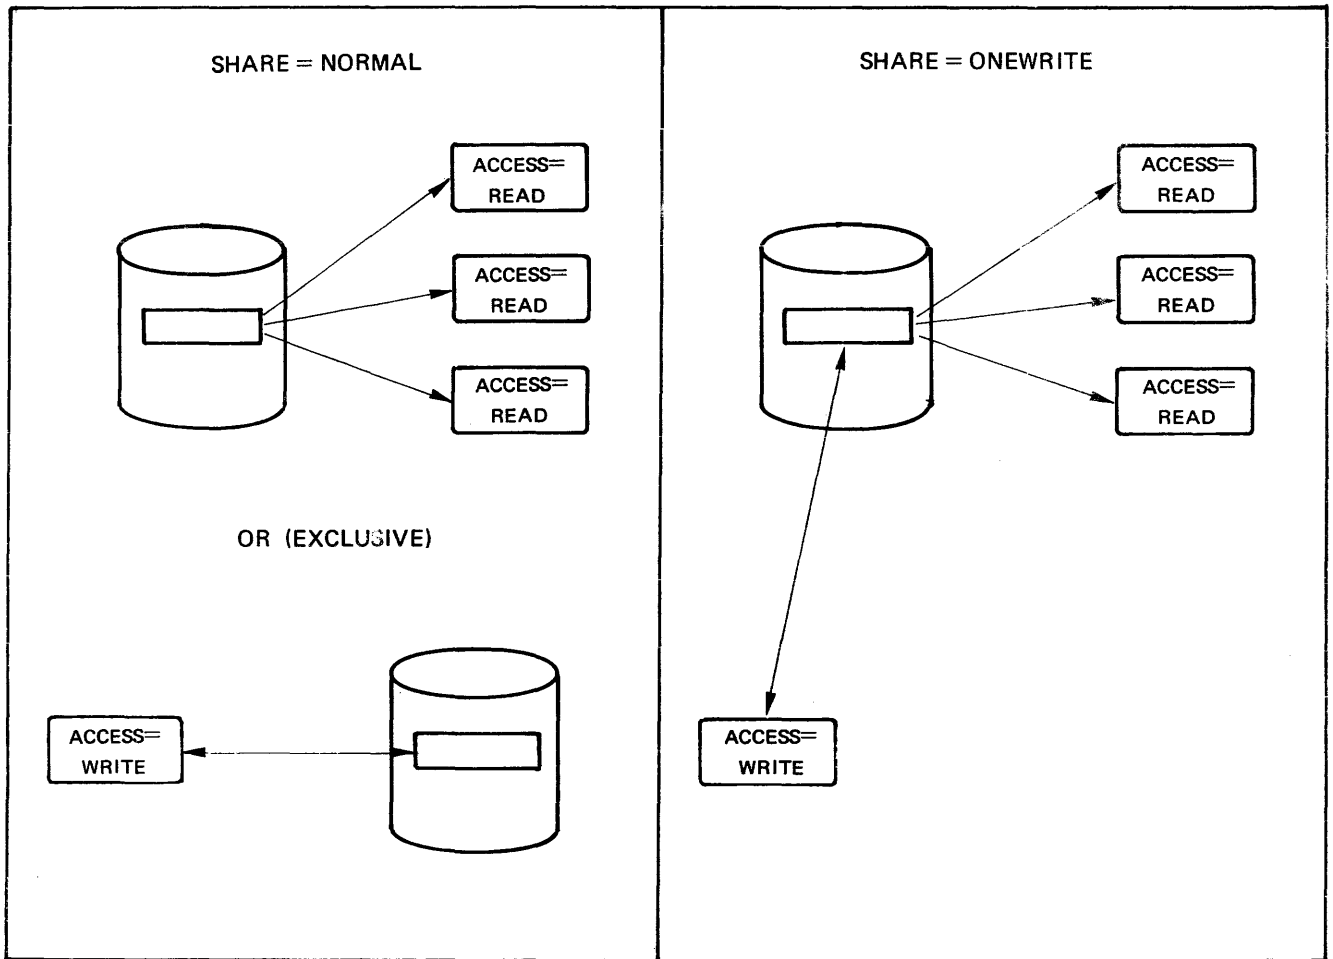 SHARE = NORMAL
ACCESS=
READ
ACCESS=
READ
ACCESS=
READ
OR (EXCLUSIVE)
ACCESS=
WRITE
SHARE = ONEWRITE
ACCESS=
READ
ACCESS=
READ
ACCESS=
READ
ACCESS=
WRITE